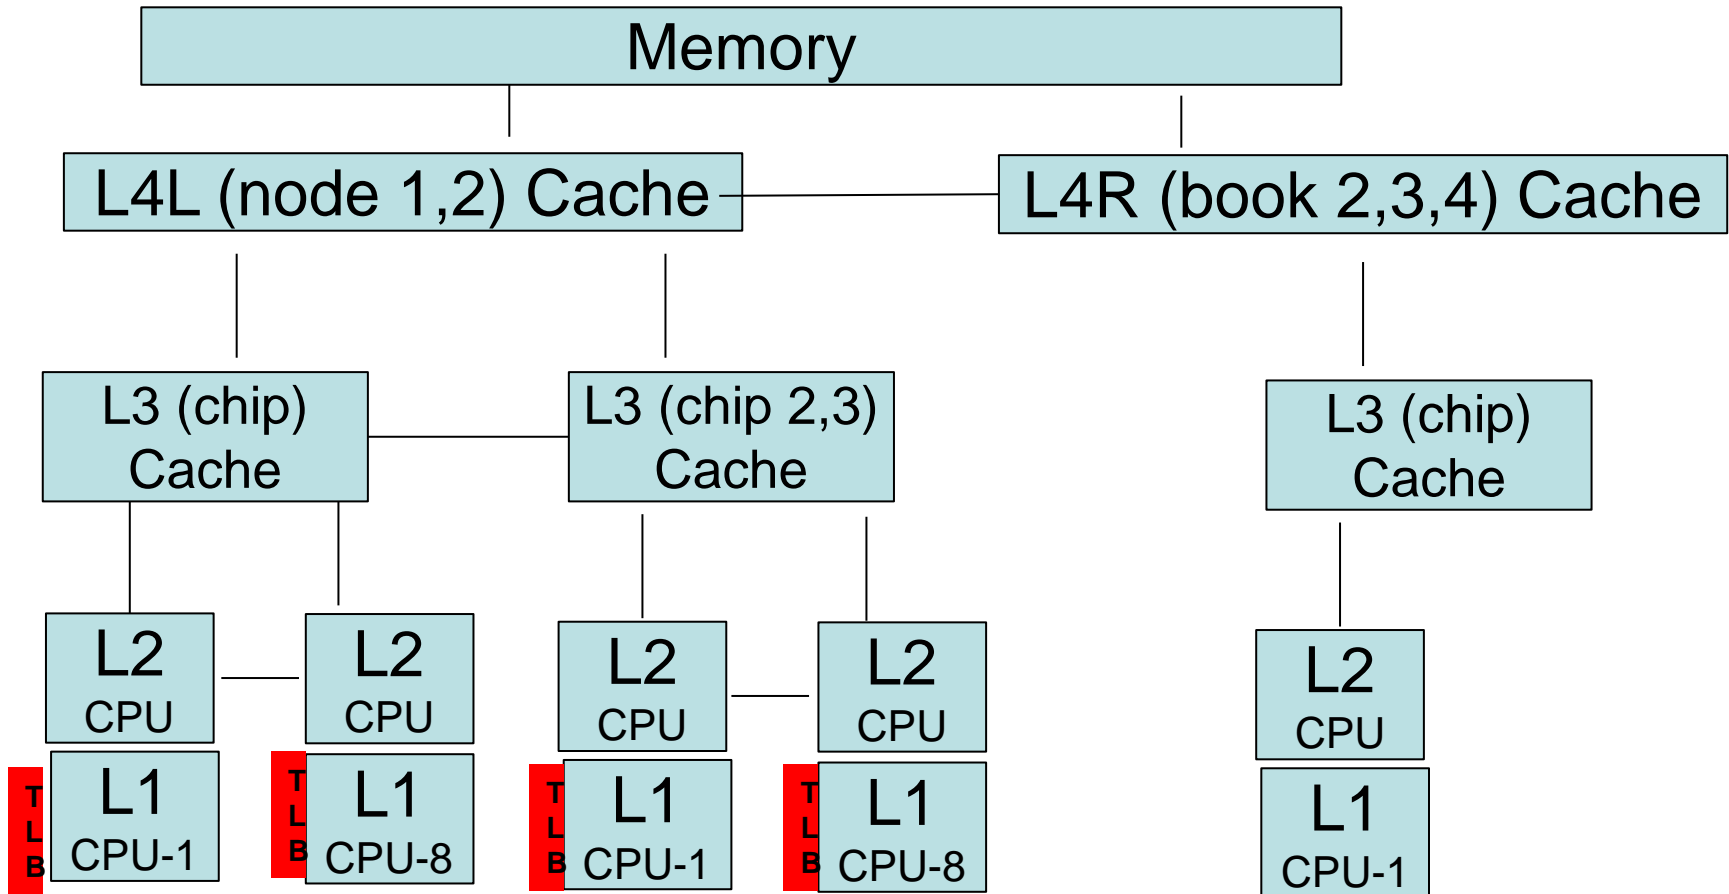 Memory
L4L (node 1,2) Cache
L4R (book 2,3,4) Cache
L3 (chip)
Cache
L3 (chip 2,3)
Cache
L3 (chip)
Cache
L2
CPU
L2
CPU
L2
CPU
L2
CPU
L2
CPU
T
L
B
L1
CPU-1
T
L
B
L1
CPU-8
T
L
B
L1
CPU-1
T
L
B
L1
CPU-8
L1
CPU-1